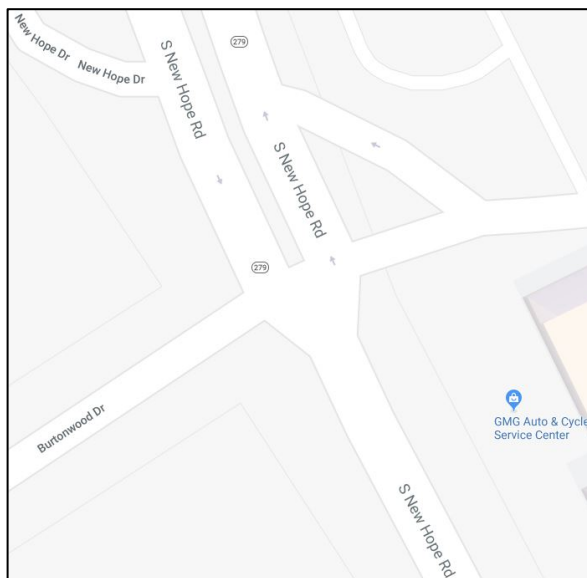 New Hope Dr
New Hope Dr
S New Hope Rd
279
S New Hope Rd
279
Burtonwood Dr
GMG Auto & Cycle
Service Center
S New Hope Rd